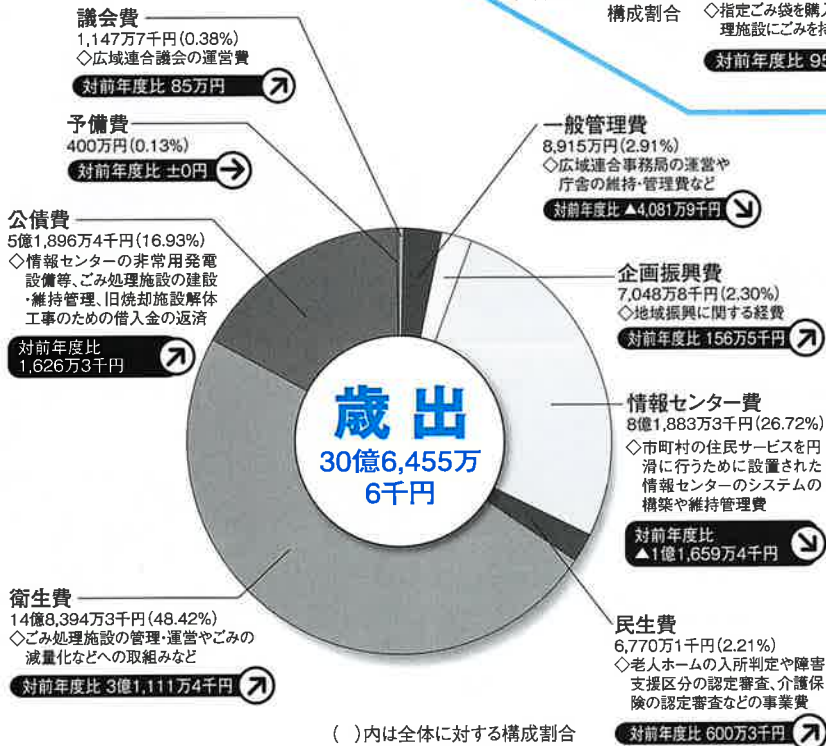 構成割合
◇指定ごみ袋を購入
理施設にごみを持
対前年度比 95
議会費
1,147万7千円(0.38%)
◇広域連合議会の運営費
対前年度比 85万円
予備費
400万円(0.13%)
対前年度比 ±0円
公債費
5億1,896万4千円(16.93%)
◇情報センターの非常用発電
設備等、ごみ処理施設の建設
・維持管理、旧焼却施設解体
工事のための借入金の返済
対前年度比
1,626万3千円
衛生費
14億8,394万3千円(48.42%)
◇ごみ処理施設の管理・運営やごみの
減量化などへの取組みなど
対前年度比 3億1,111万4千円
歳出
30億6,455万
6千円
一般管理費
8,915万円(2.91%)
◇広域連合事務局の運営や
庁舎の維持・管理費など
対前年度比 ▲4,081万9千円
企画振興費
7,048万8千円(2.30%)
◇地域振興に関する経費
対前年度比 156万5千円
情報センター費
8億1,883万3千円(26.72%)
◇市町村の住民サービスを円
滑に行うために設置された
情報センターのシステムの
構築や維持管理費
対前年度比
▲1億1,659万4千円
民生費
6,770万1千円(2.21%)
◇老人ホームの入所判定や障害
支援区分の認定審査、介護保
険の認定審査などの事業費
対前年度比 600万3千円
( )内は全体に対する構成割合